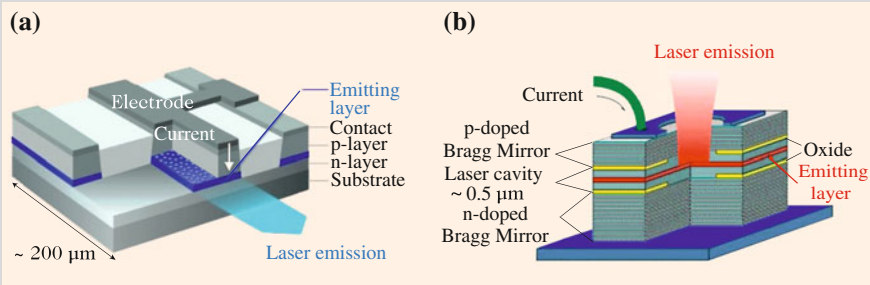 (a)
Electrode
Current
Emitting
layer
Contact
p-layer
n-layer
Substrate
~ 200 µm
Laser emission
(b)
Laser emission
Current
p-doped
Bragg Mirror
Laser cavity
~ 0.5 µm
n-doped
Bragg Mirror
Oxide
Emitting
layer